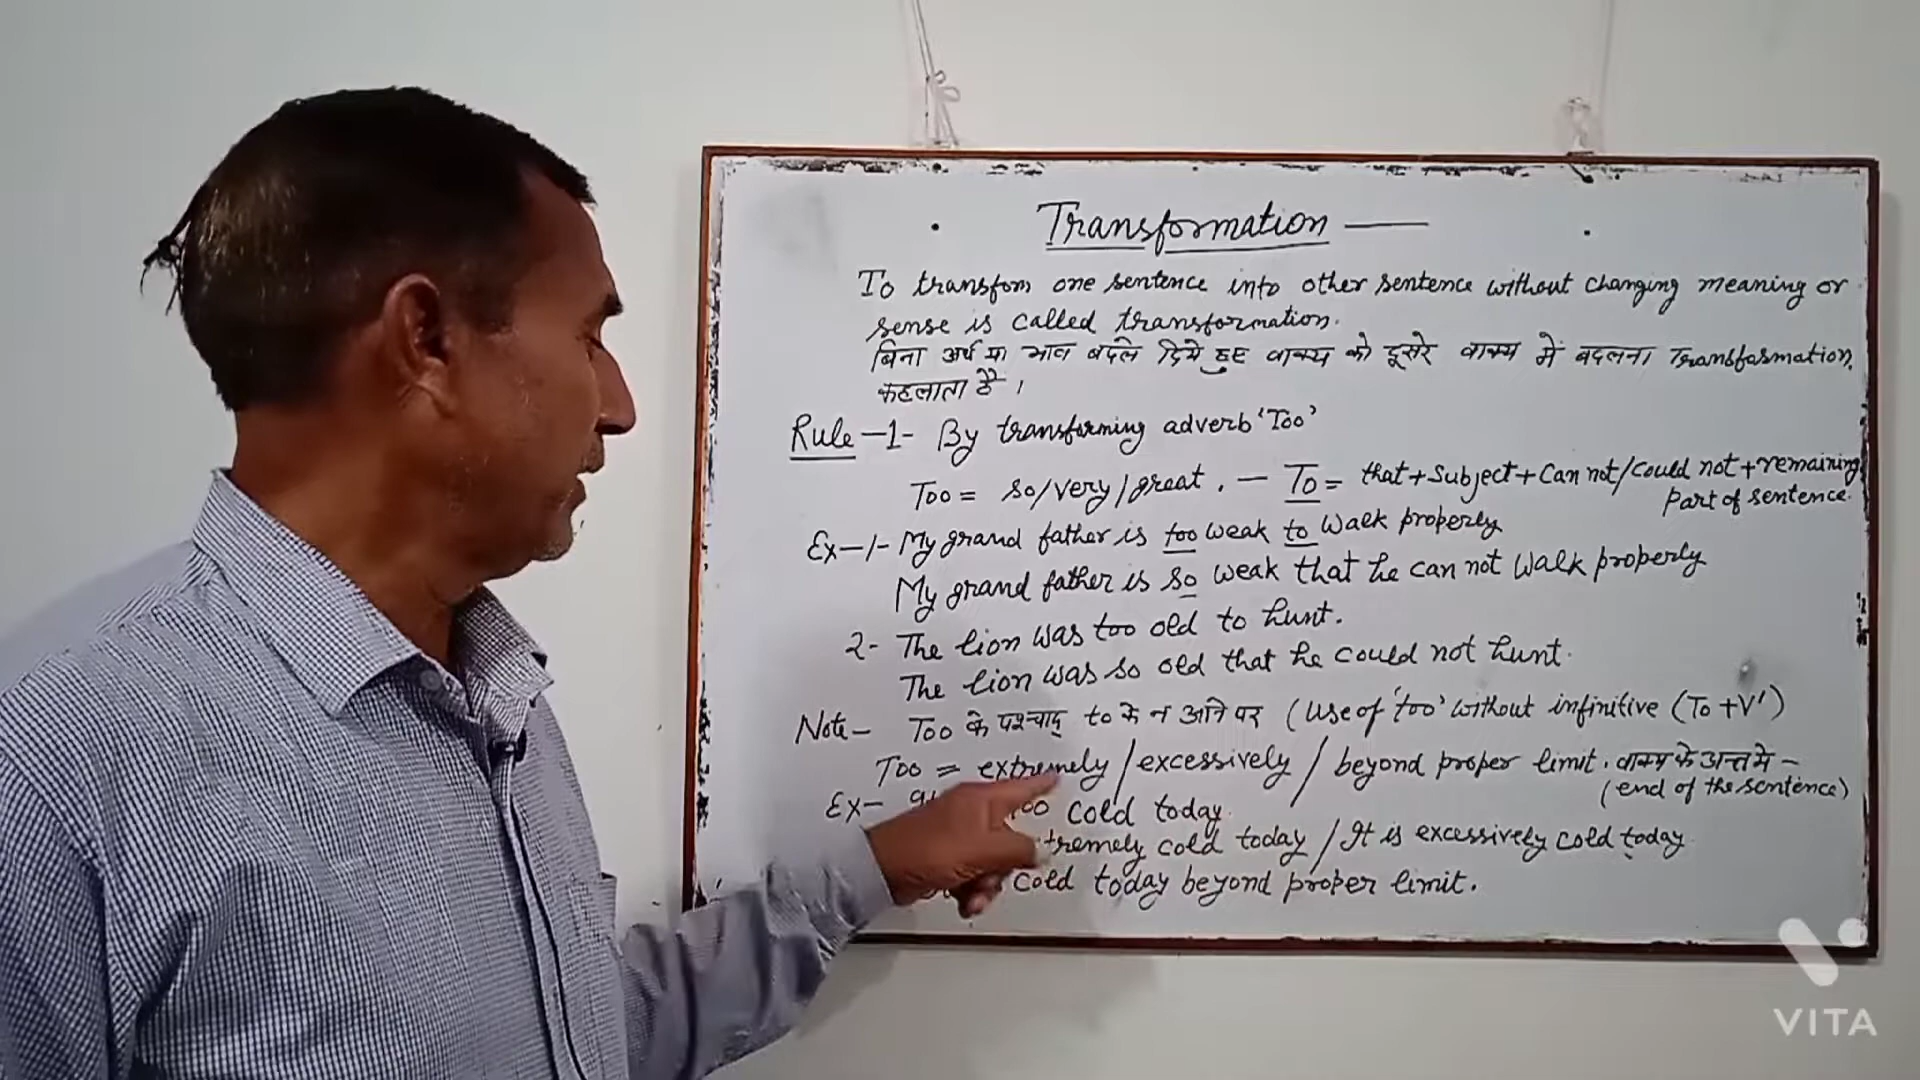 Transformation —
To transfom one sentence into other sentence without changing meaning or
sense is called transformation.
बिना अर्थ या भाव बदले दिये हुए वाक्य को दूसरे वाक्य में बदलना Transformation
कहलाता है ।
Rule-1- By transforming adverb 'Too'
Too = so/very/great. — To = that+subject+can not/could not+remaining
part of sentence.
Ex-1- My grand father is too weak to walk properly
My grand father is so weak that he can not walk properly
2- The lion was too old to hunt.
The lion was so old that he could not hunt.
Note- Too के पश्चाद् to के न आने पर (Use of 'too' without infinitive (To+V')
Too = extremely/excessively/beyond proper limit. वाक्य के अन्त में -
(end of the sentence)
Ex- cold today.
cold today/It is excessively cold today
cold today beyond proper limit.
VITA